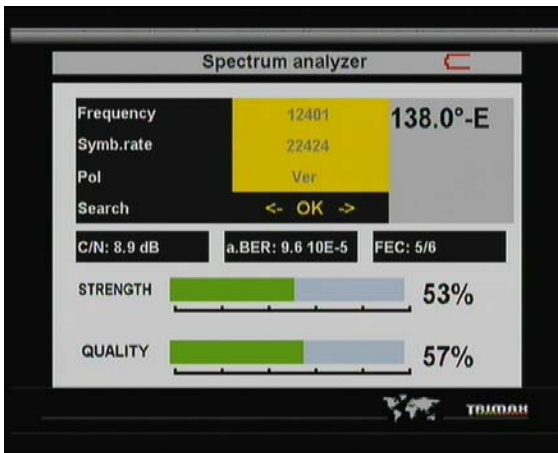 Spectrum analyzer
Frequency 12401 138.0°-E
Symb.rate 22424
Pol Ver
Search <- OK ->
C/N: 8.9 dB a.BER: 9.6 10E-5 FEC: 5/6
STRENGTH 53%
QUALITY 57%
TRIMAX